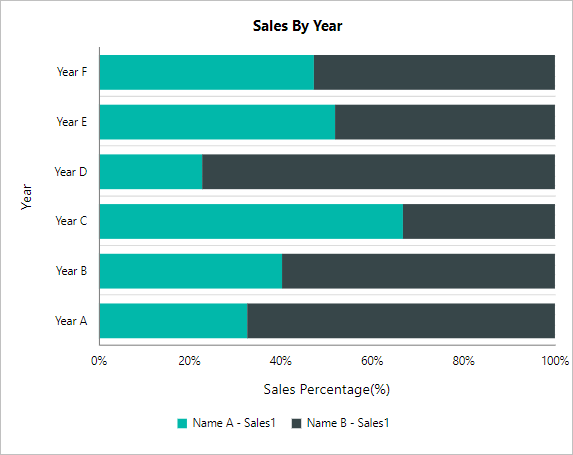 Sales By Year
Year F
Year E
Year D
Year C
Year B
Year A
Year
0% 20% 40% 60% 80% 100%
Sales Percentage(%)
Name A - Sales1 Name B - Sales1